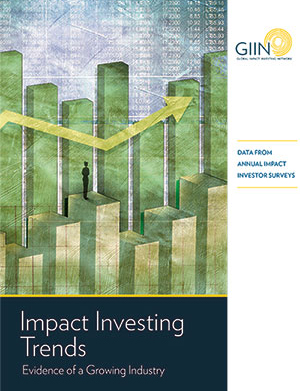 GIIN
GLOBAL IMPACT INVESTING NETWORK
DATA FROM
ANNUAL IMPACT
INVESTOR SURVEYS
Impact Investing
Trends
Evidence of a Growing Industry